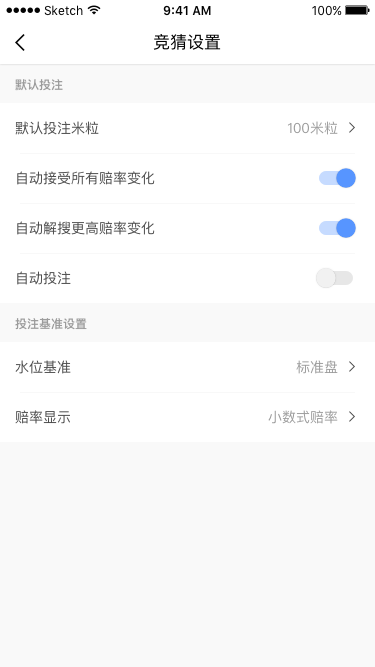 Sketch 9:41 AM 100%
竞猜设置
默认投注
默认投注米粒 100米粒
自动接受所有赔率变化
自动解搜更高赔率变化
自动投注
投注基准设置
水位基准 标准盘
赔率显示 小数式赔率